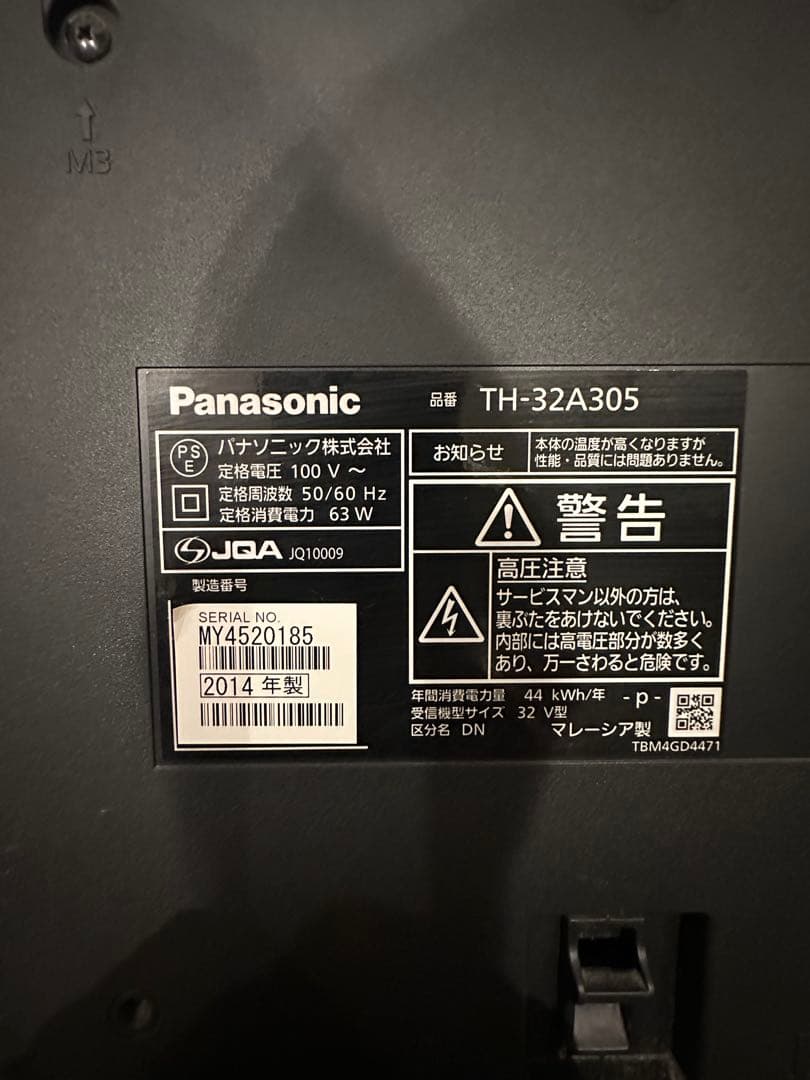 M3
Panasonic
品番 TH-32A305
PS
E
パナソニック株式会社
定格電圧 100 V ～
定格周波数 50/60 Hz
定格消費電力 63 W
JQA JQ10009
製造番号
SERIAL NO.
MY4520185
2014 年製
お知らせ
本体の温度が高くなりますが
性能・品質には問題ありません。
警告
高圧注意
サービスマン以外の方は、
裏ぶたをあけないでください。
内部には高電圧部分が数多く
あり、万一さわると危険です。
年間消費電力量 44 kWh/年 - p -
受信機型サイズ 32 V型
区分名 DN マレーシア製
TBM4GD4471